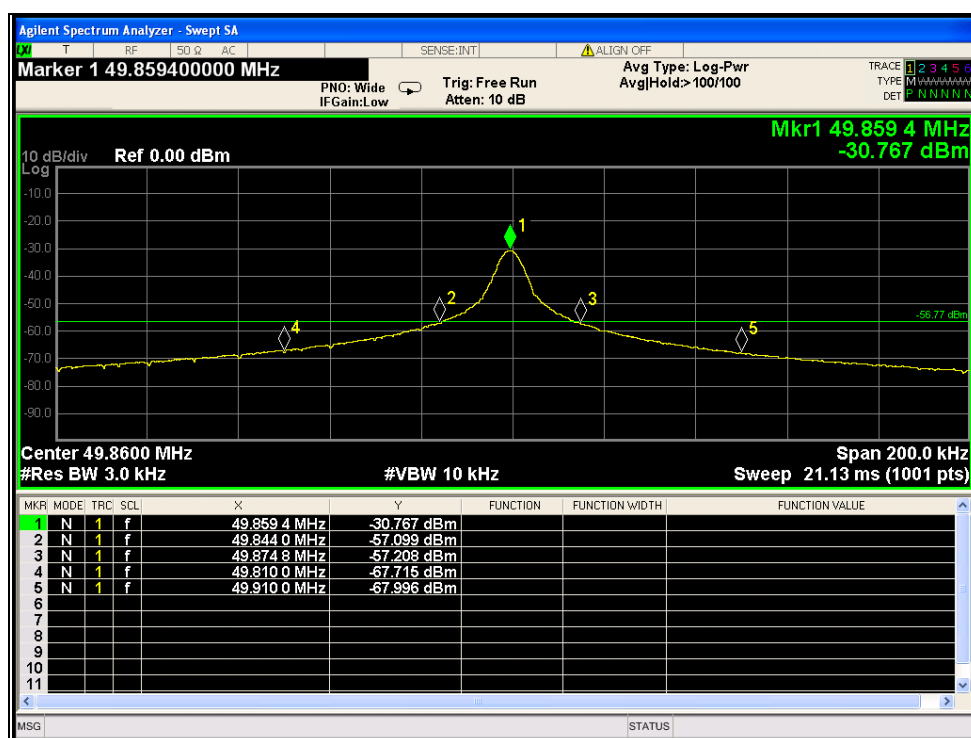 Agilent Spectrum Analyzer - Swept SA
LXI T RF 50 Ω AC SENSE:INT ALIGN OFF
Marker 1 49.859400000 MHz
PNO: Wide
IFGain:Low
Trig: Free Run
Atten: 10 dB
Avg Type: Log-Pwr
Avg|Hold:>100/100
TRACE 1 2 3 4 5 6
TYPE M
DET P N N N N N
Mkr1 49.859 4 MHz
-30.767 dBm
10 dB/div Ref 0.00 dBm
Log
-10.0
-20.0
1
-30.0
-40.0
-50.0
2
3
-56.77 dBm
-60.0
4
5
-70.0
-80.0
-90.0
Center 49.8600 MHz Span 200.0 kHz
#Res BW 3.0 kHz #VBW 10 kHz Sweep 21.13 ms (1001 pts)
MKR MODE TRC SCL X Y FUNCTION FUNCTION WIDTH FUNCTION VALUE
1 N 1 f 49.859 4 MHz -30.767 dBm
2 N 1 f 49.844 0 MHz -57.099 dBm
3 N 1 f 49.874 8 MHz -57.208 dBm
4 N 1 f 49.810 0 MHz -67.715 dBm
5 N 1 f 49.910 0 MHz -67.996 dBm
6
7
8
9
10
11
MSG STATUS